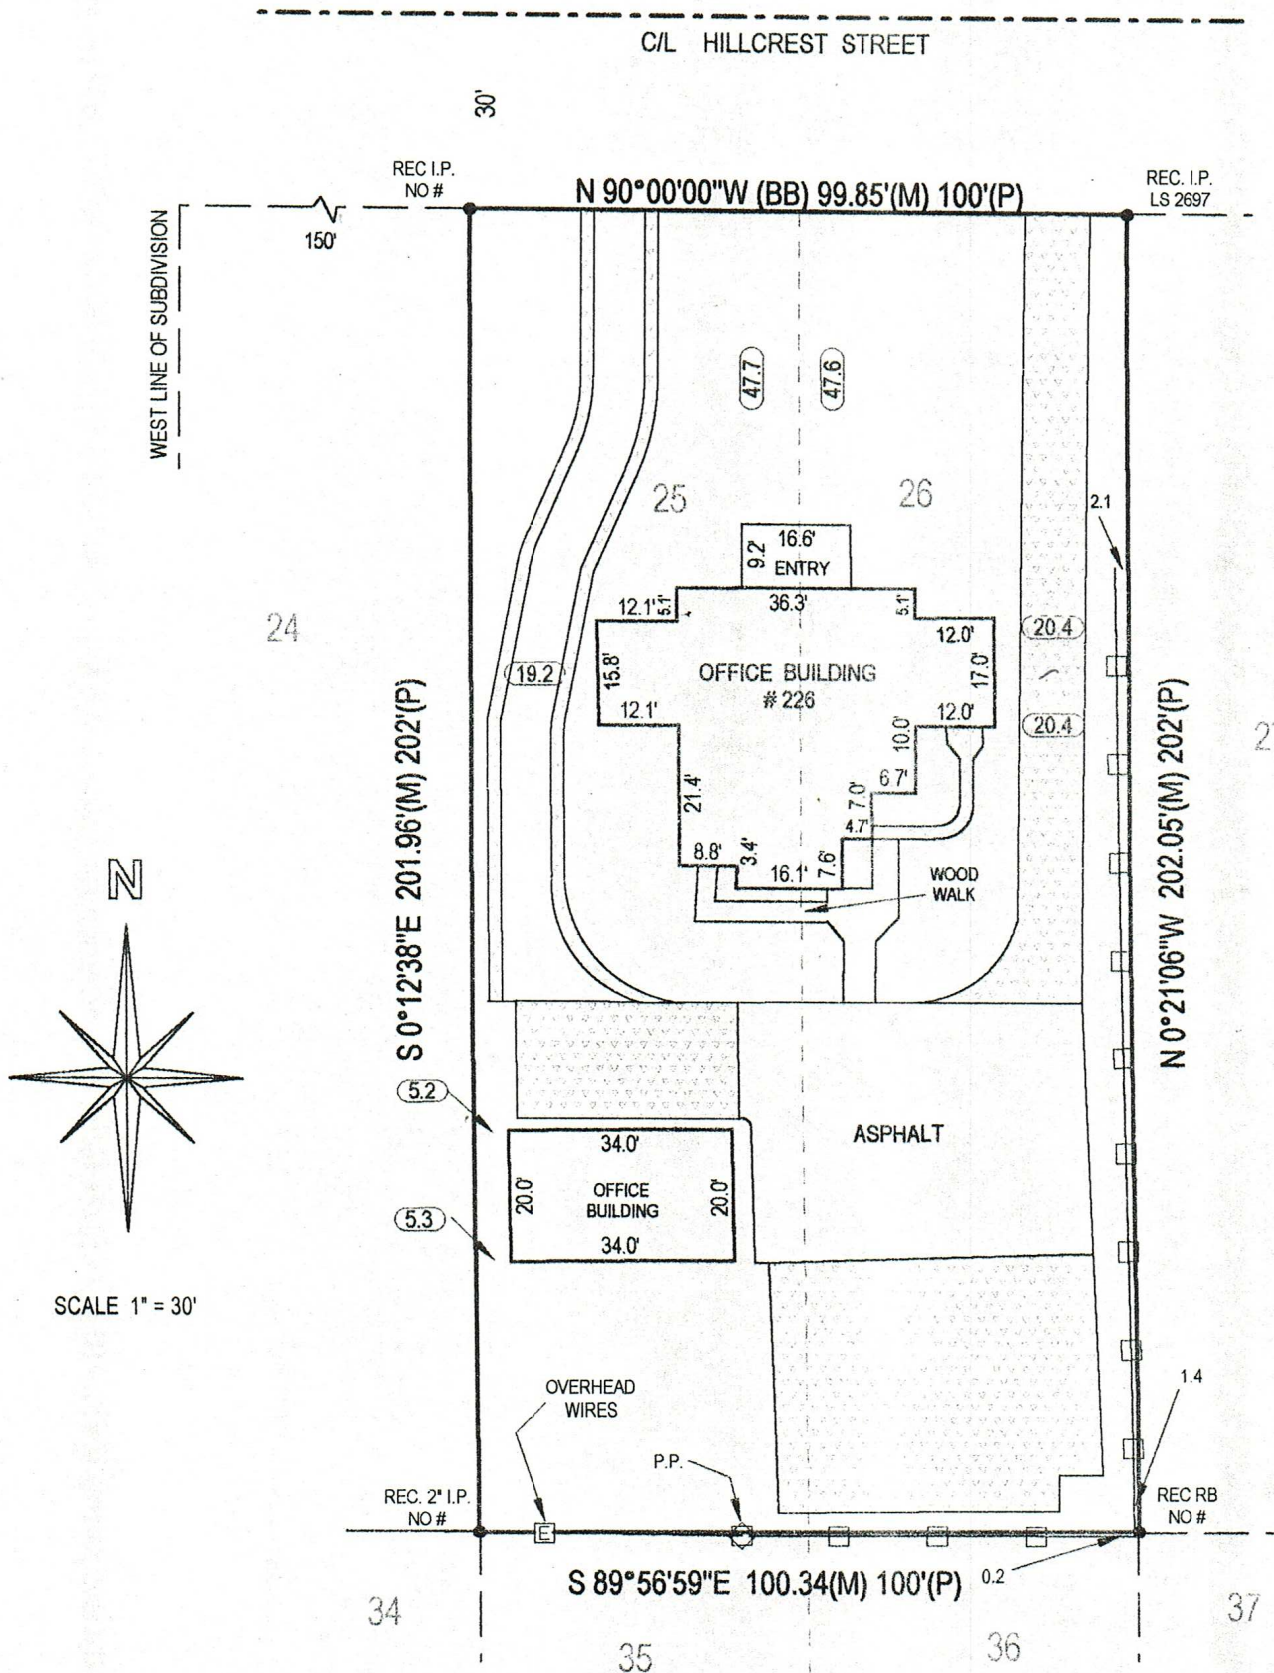 C/L HILLCREST STREET
30'
REC I.P.
NO #
N 90°00'00"W (BB) 99.85'(M) 100'(P)
REC. I.P.
LS 2697
150'
WEST LINE OF SUBDIVISION
47.7
47.6
25
26
2.1
16.6'
9.2'
ENTRY
12.1'
5.1'
36.3'
5.1'
12.0'
20.4
24
19.2
15.8'
OFFICE BUILDING
# 226
17.0'
12.1'
12.0'
20.4
10.0'
S 0°12'38"E 201.96'(M) 202'(P)
N 0°21'06"W 202.05'(M) 202'(P)
21.4'
6.7'
7.0'
4.7'
8.8'
3.4'
16.1'
7.6'
WOOD
WALK
N
5.2
ASPHALT
34.0'
20.0'
OFFICE
BUILDING
20.0'
34.0'
5.3
SCALE 1" = 30'
OVERHEAD
WIRES
1.4
P.P.
REC. 2" I.P.
NO #
E
REC RB
NO #
S 89°56'59"E 100.34(M) 100'(P)
0.2
34
35
36
37